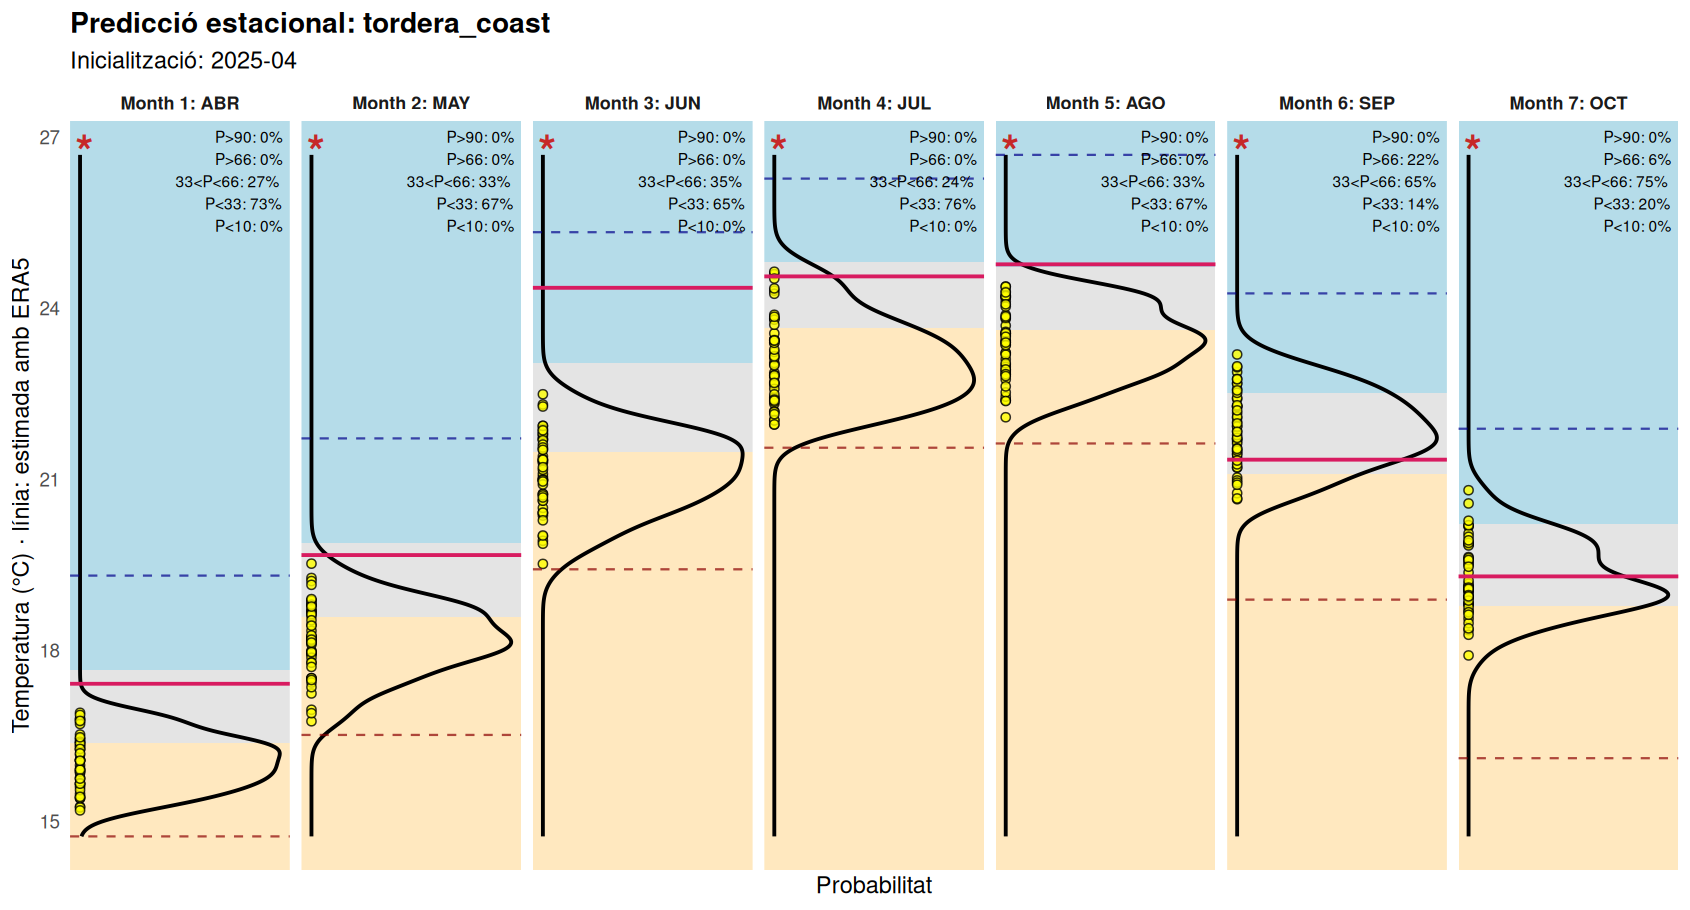 Predicció estacional: tordera_coast
Inicialització: 2025-04
Month 1: ABR
Month 2: MAY
Month 3: JUN
Month 4: JUL
Month 5: AGO
Month 6: SEP
Month 7: OCT
Temperatura (°C) · línia: estimada amb ERA5
27
24
21
18
15
*
P>90: 0%
P>66: 0%
33<P<66: 27%
P<33: 73%
P<10: 0%
*
P>90: 0%
P>66: 0%
33<P<66: 33%
P<33: 67%
P<10: 0%
*
P>90: 0%
P>66: 0%
33<P<66: 35%
P<33: 65%
P<10: 0%
*
P>90: 0%
P>66: 0%
33<P<66: 24%
P<33: 76%
P<10: 0%
*
P>90: 0%
P>66: 0%
33<P<66: 33%
P<33: 67%
P<10: 0%
*
P>90: 0%
P>66: 22%
33<P<66: 65%
P<33: 14%
P<10: 0%
*
P>90: 0%
P>66: 6%
33<P<66: 75%
P<33: 20%
P<10: 0%
Probabilitat